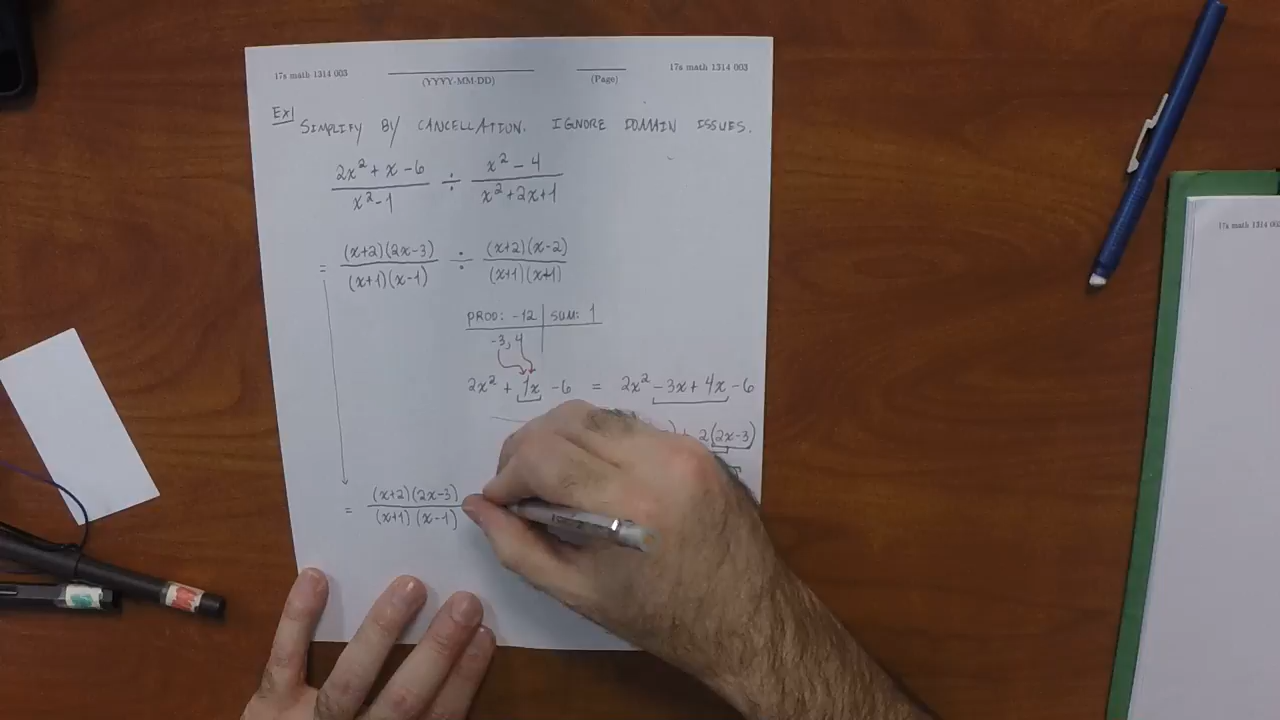 17s math 1314 003 (YYYY-MM-DD) (Page) 17s math 1314 003
Ex1 SIMPLIFY BY CANCELLATION. IGNORE DOMAIN ISSUES.
2x² + x - 6 x² - 4
÷
x² - 1 x² + 2x + 1
(x+2)(2x-3) (x+2)(x-2)
= ÷
(x+1)(x-1) (x+1)(x+1)
PROD: -12 SUM: 1
-3, 4
2x² + 1x - 6 = 2x² - 3x + 4x - 6
) + 2(2x-3)
(x+2)(2x-3)
=
(x+1)(x-1)
17s math 1314 00